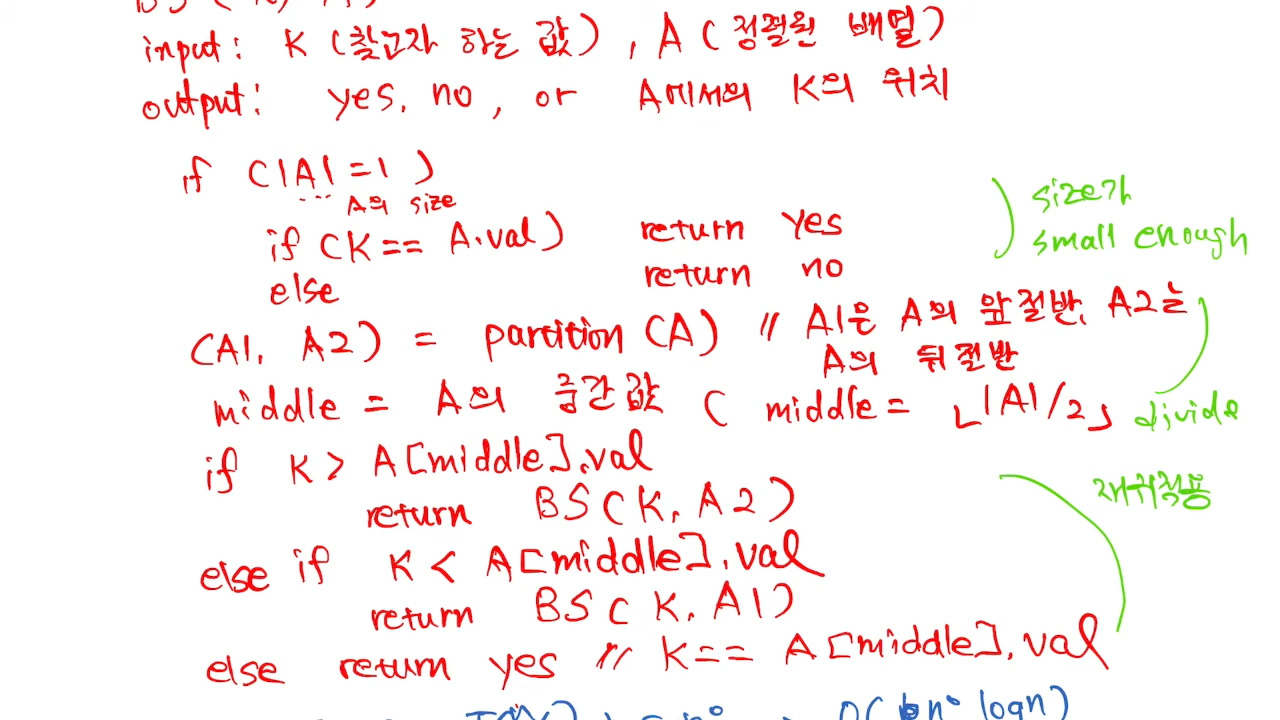 input: K (찾고자 하는 값), A (정렬된 배열)
output: yes, no, or A에서의 K의 위치
if (|A|=1)
A의 size
if (K == A.val) return yes
else return no
size가
small enough
(A1, A2) = partition (A) // A1은 A의 앞절반, A2는
A의 뒤절반
middle = A의 중간값 ( middle = ⌊|A|/2⌋
divide
if K > A[middle].val
return BS(K, A2)
else if K < A[middle].val
return BS(K, A1)
else return yes // K == A[middle].val
재귀적용